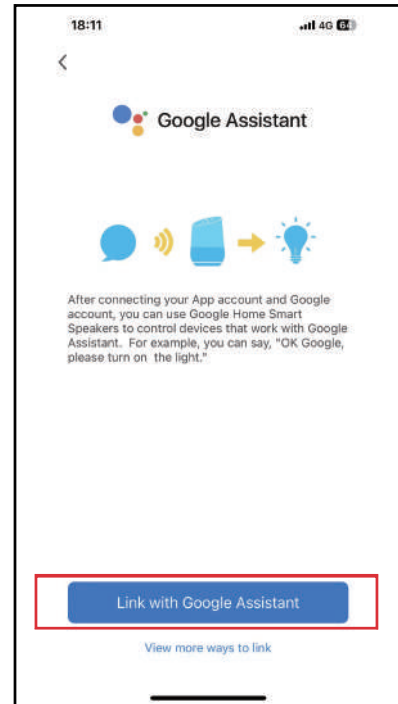 18:11 4G 64
Google Assistant
After connecting your App account and Google
account, you can use Google Home Smart
Speakers to control devices that work with Google
Assistant. For example, you can say, "OK Google,
please turn on the light."
Link with Google Assistant
View more ways to link